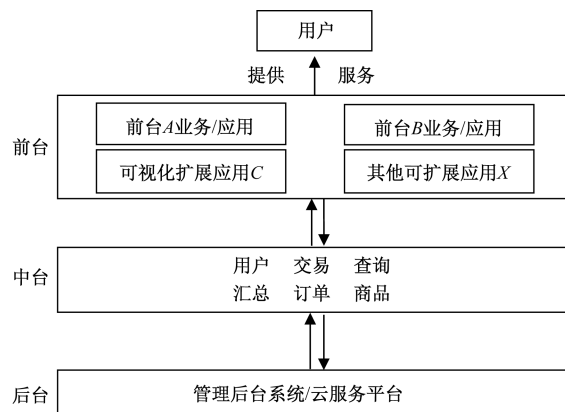 用户
提供 服务
前台A业务/应用 前台B业务/应用
前台
可视化扩展应用C 其他可扩展应用X
用户 交易 查询
中台
汇总 订单 商品
后台 管理后台系统/云服务平台